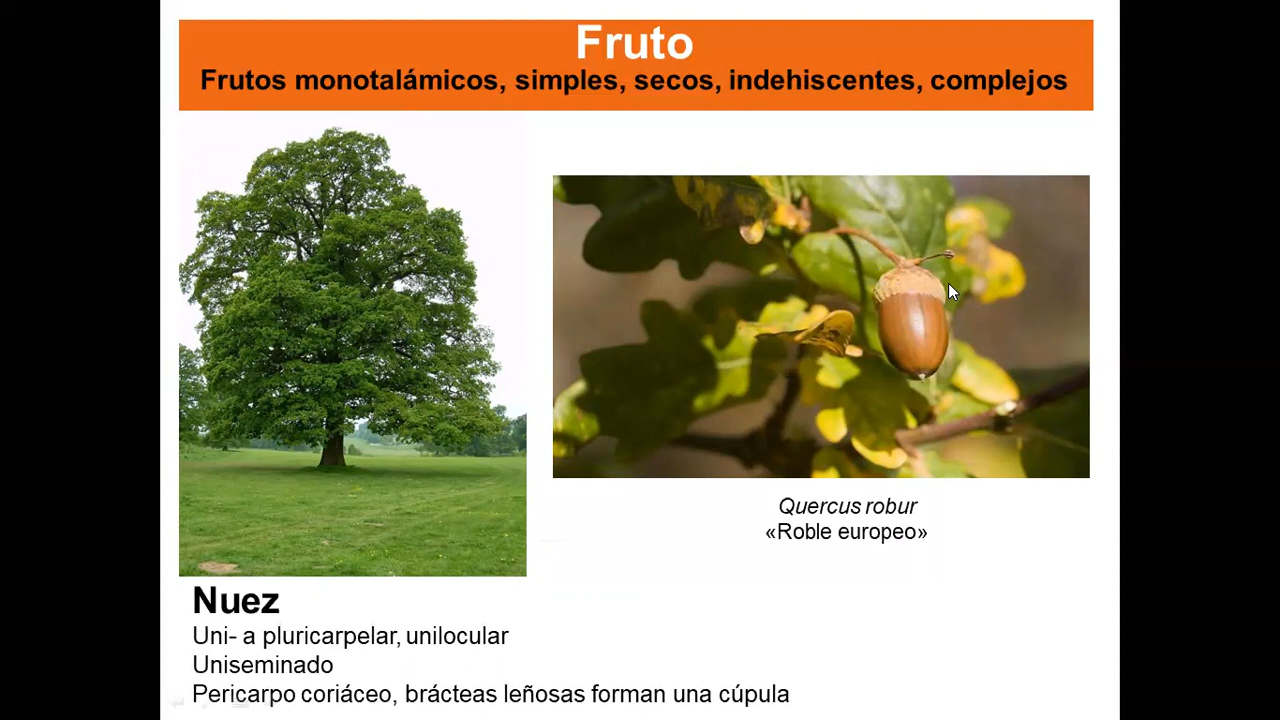 Fruto
Frutos monotalámicos, simples, secos, indehiscentes, complejos
Quercus robur
«Roble europeo»
Nuez
Uni- a pluricarpelar, unilocular
Uniseminado
Pericarpo coriáceo, brácteas leñosas forman una cúpula